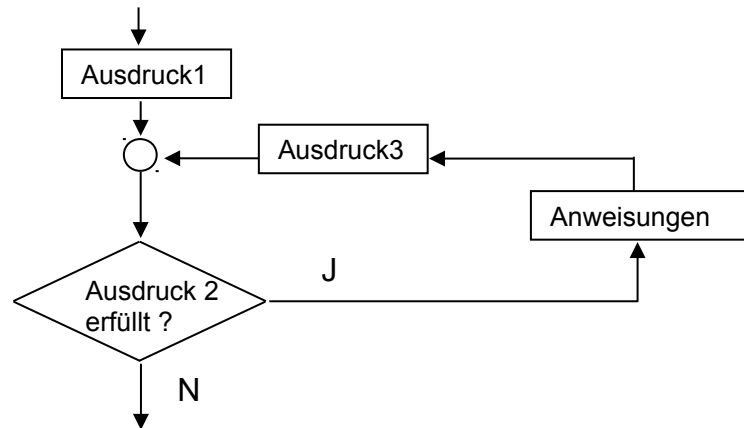 Ausdruck1
Ausdruck3
Anweisungen
J
Ausdruck 2
erfüllt ?
N